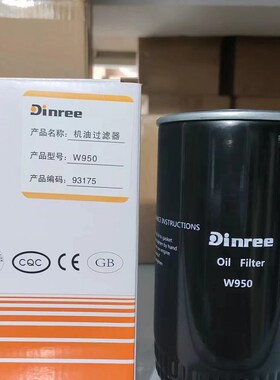 Dinree
产品名称: 机油过滤器
产品型号: W950
产品编码: 93175
CE
CQC
GB
INSTRUCTIONS
Dinree
Oil Filter
W950